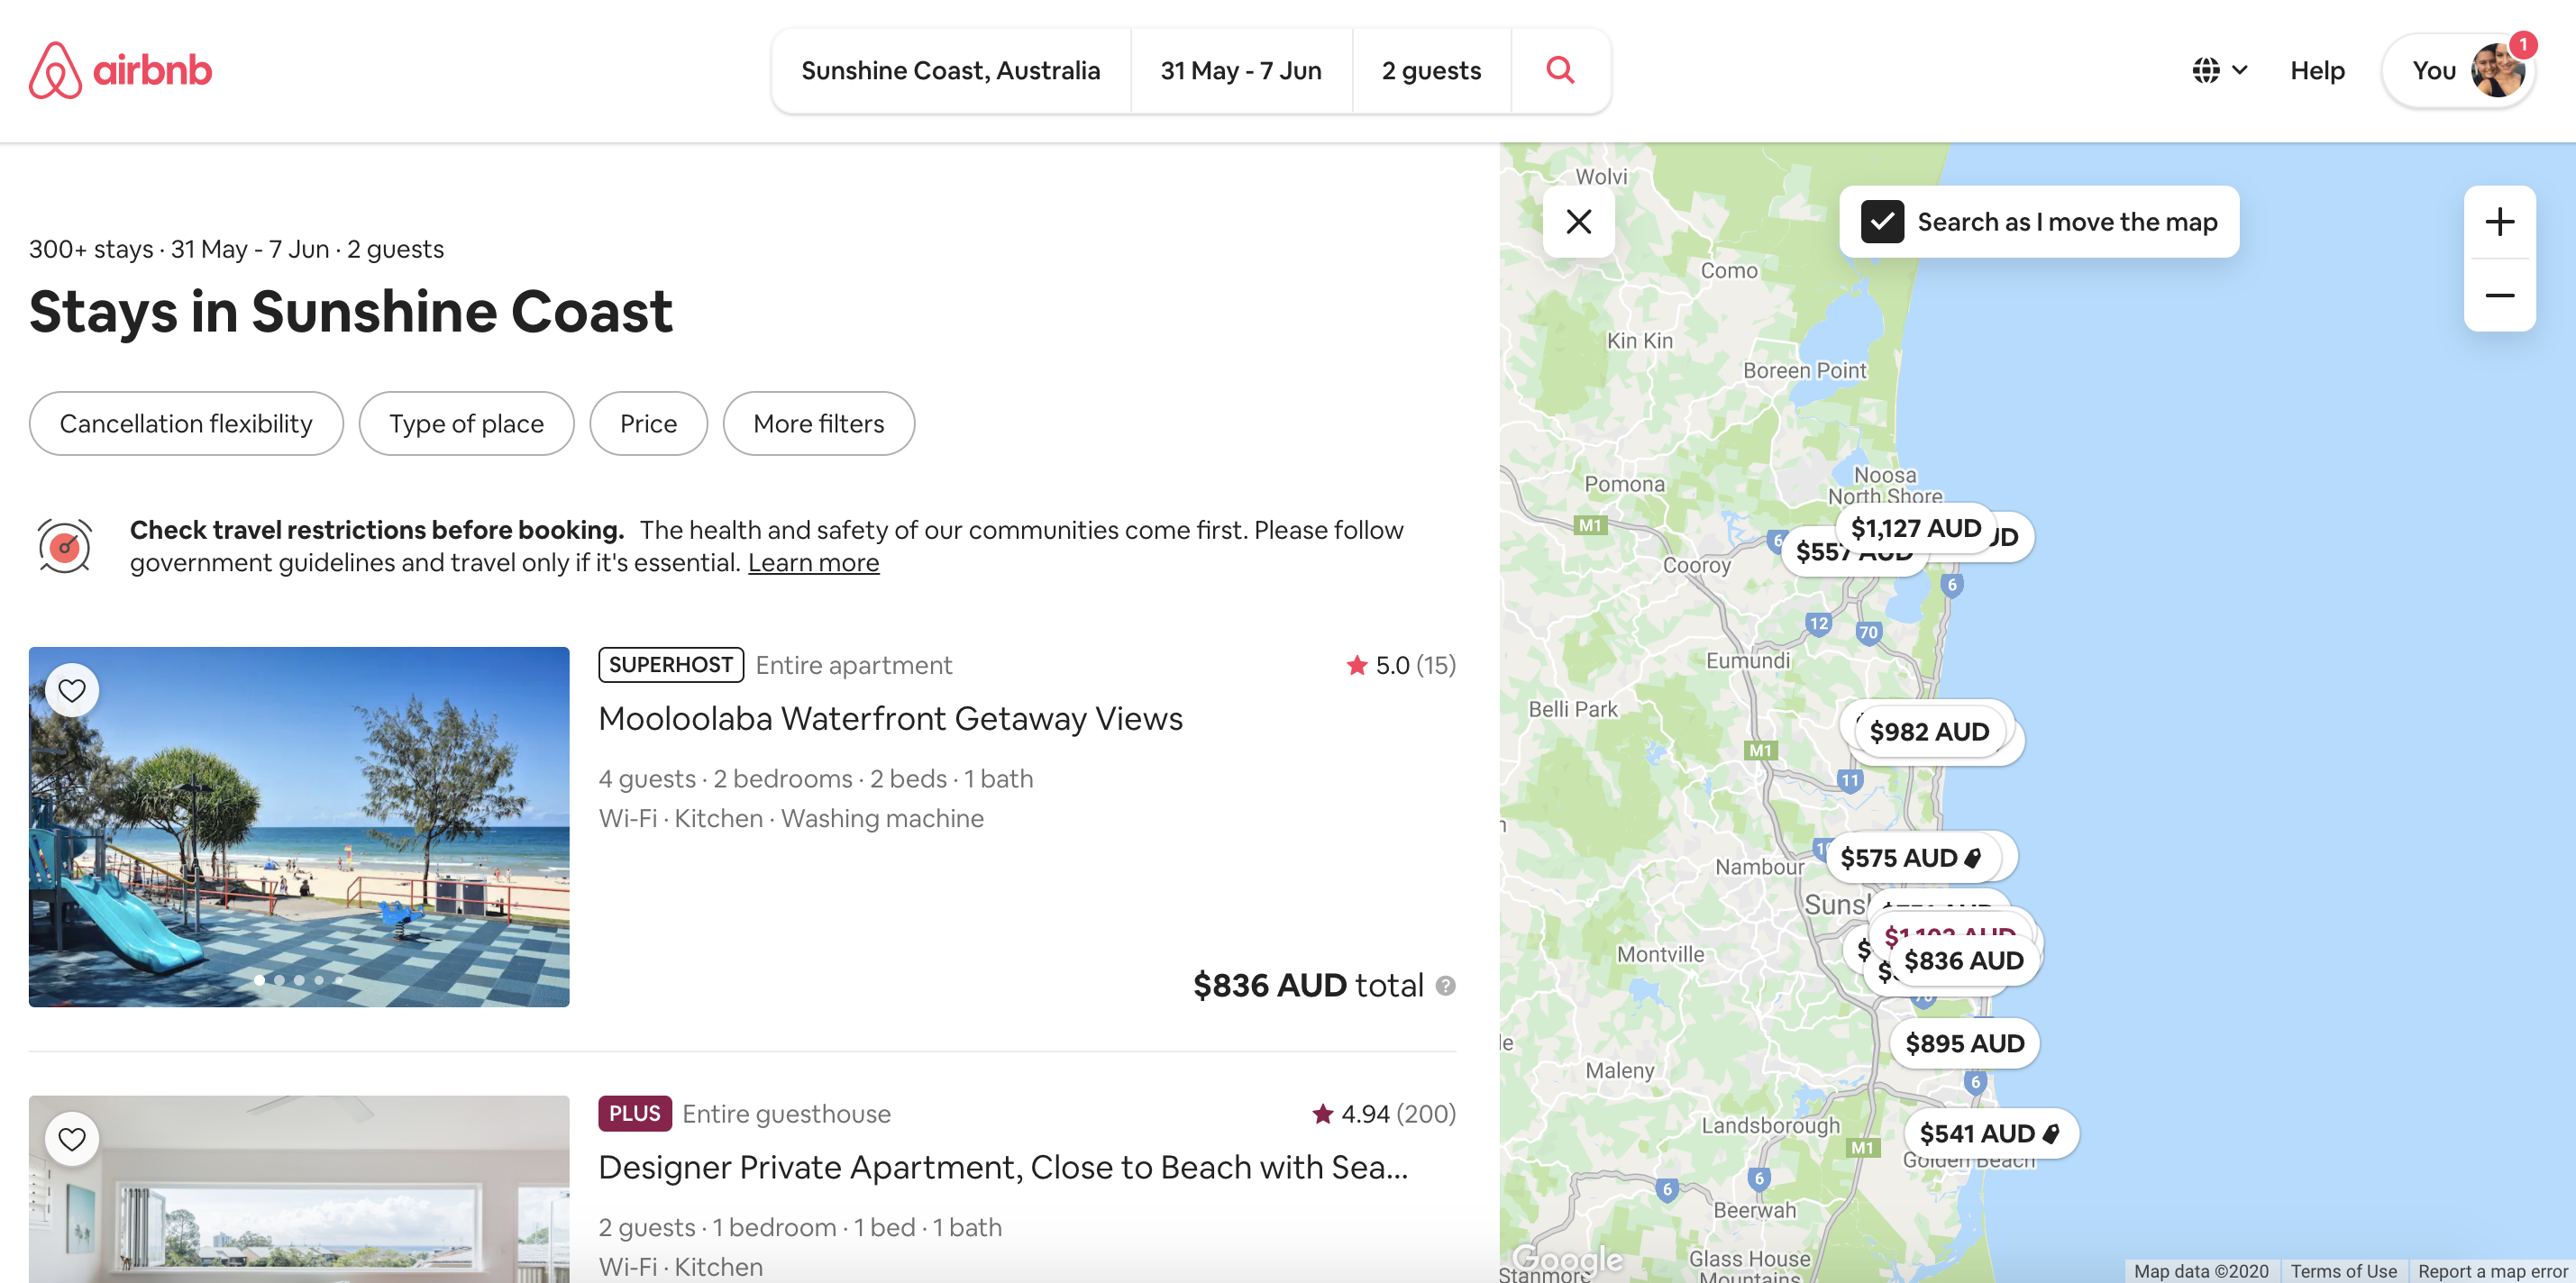 airbnb
Sunshine Coast, Australia
31 May - 7 Jun
2 guests
Help
You
1
300+ stays · 31 May - 7 Jun · 2 guests
Stays in Sunshine Coast
Cancellation flexibility
Type of place
Price
More filters
Check travel restrictions before booking. The health and safety of our communities come first. Please follow
government guidelines and travel only if it's essential. Learn more
SUPERHOST Entire apartment
5.0 (15)
Mooloolaba Waterfront Getaway Views
4 guests · 2 bedrooms · 2 beds · 1 bath
Wi-Fi · Kitchen · Washing machine
$836 AUD total ?
PLUS Entire guesthouse
4.94 (200)
Designer Private Apartment, Close to Beach with Sea...
2 guests · 1 bedroom · 1 bed · 1 bath
Wi-Fi · Kitchen
Search as I move the map
Wolvi
Como
Kin Kin
Boreen Point
Noosa
North Shore
Pomona
M1
$1,127 AUD
$557 AUD
Cooroy
6
12
70
Eumundi
Belli Park
$982 AUD
M1
11
$575 AUD
Nambour
$1,103 AUD
Montville
$836 AUD
70
$895 AUD
Maleny
6
Landsborough
$541 AUD
M1
Golden Beach
6
6
Beerwah
Google
Glass House
Mountains
Stanmore
Map data ©2020
Terms of Use
Report a map error